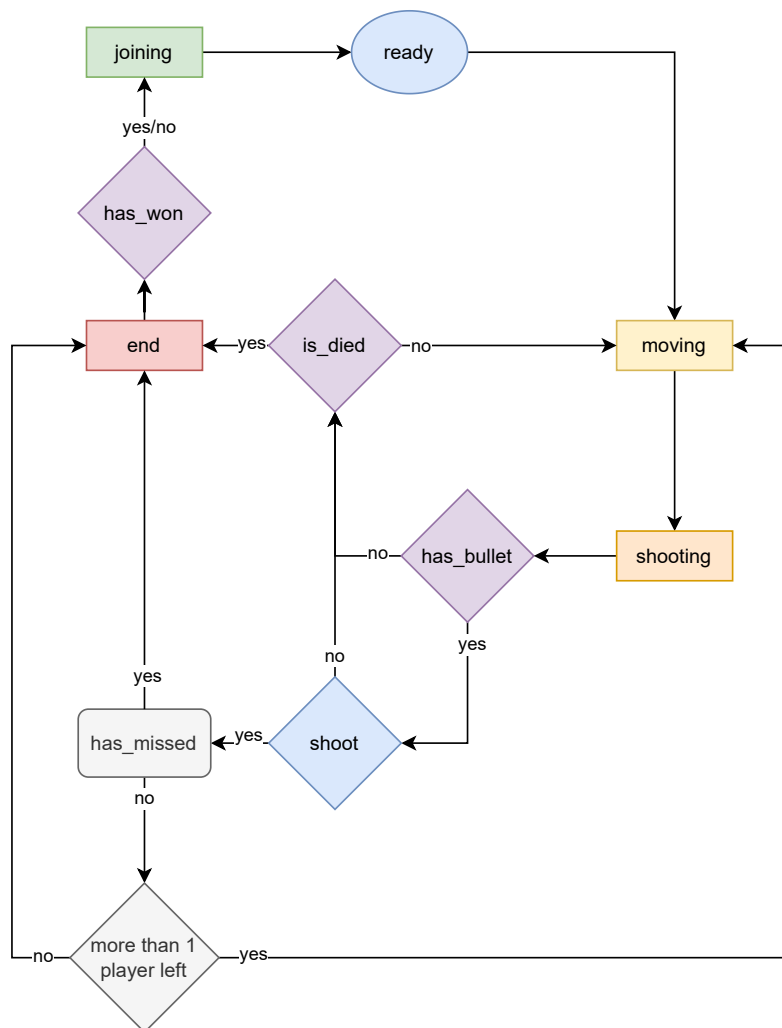 joining
ready
yes/no
has_won
end
yes
is_died
no
moving
no
has_bullet
shooting
yes
no
yes
has_missed
yes
shoot
no
more than 1
player left
no
yes